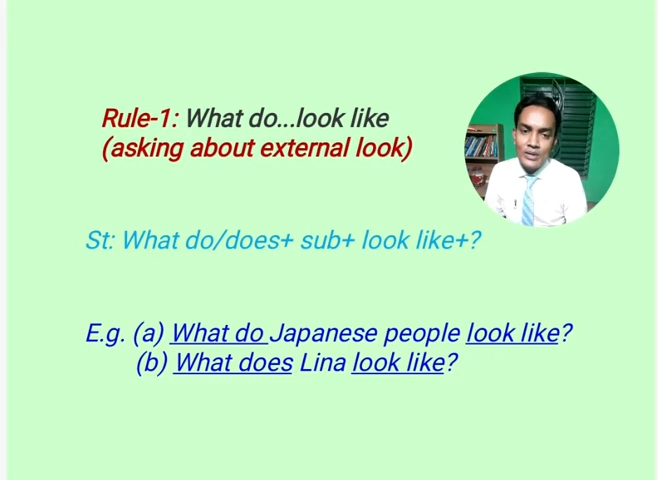 Rule-1: What do...look like
(asking about external look)
St: What do/does+ sub+ look like+?
E.g. (a) What do Japanese people look like?
(b) What does Lina look like?